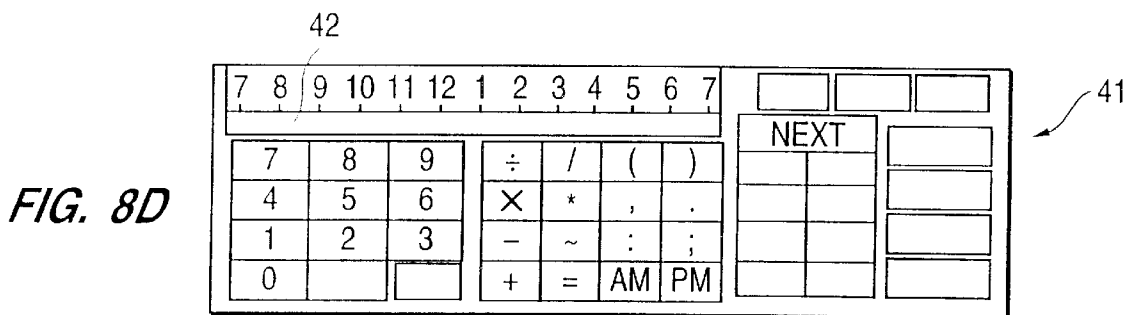 42
7 8 9 10 11 12 1 2 3 4 5 6 7
41
NEXT
7 8 9 ÷ / ( )
4 5 6 × * , .
FIG. 8D
1 2 3 − ~ : ;
0 + = AM PM